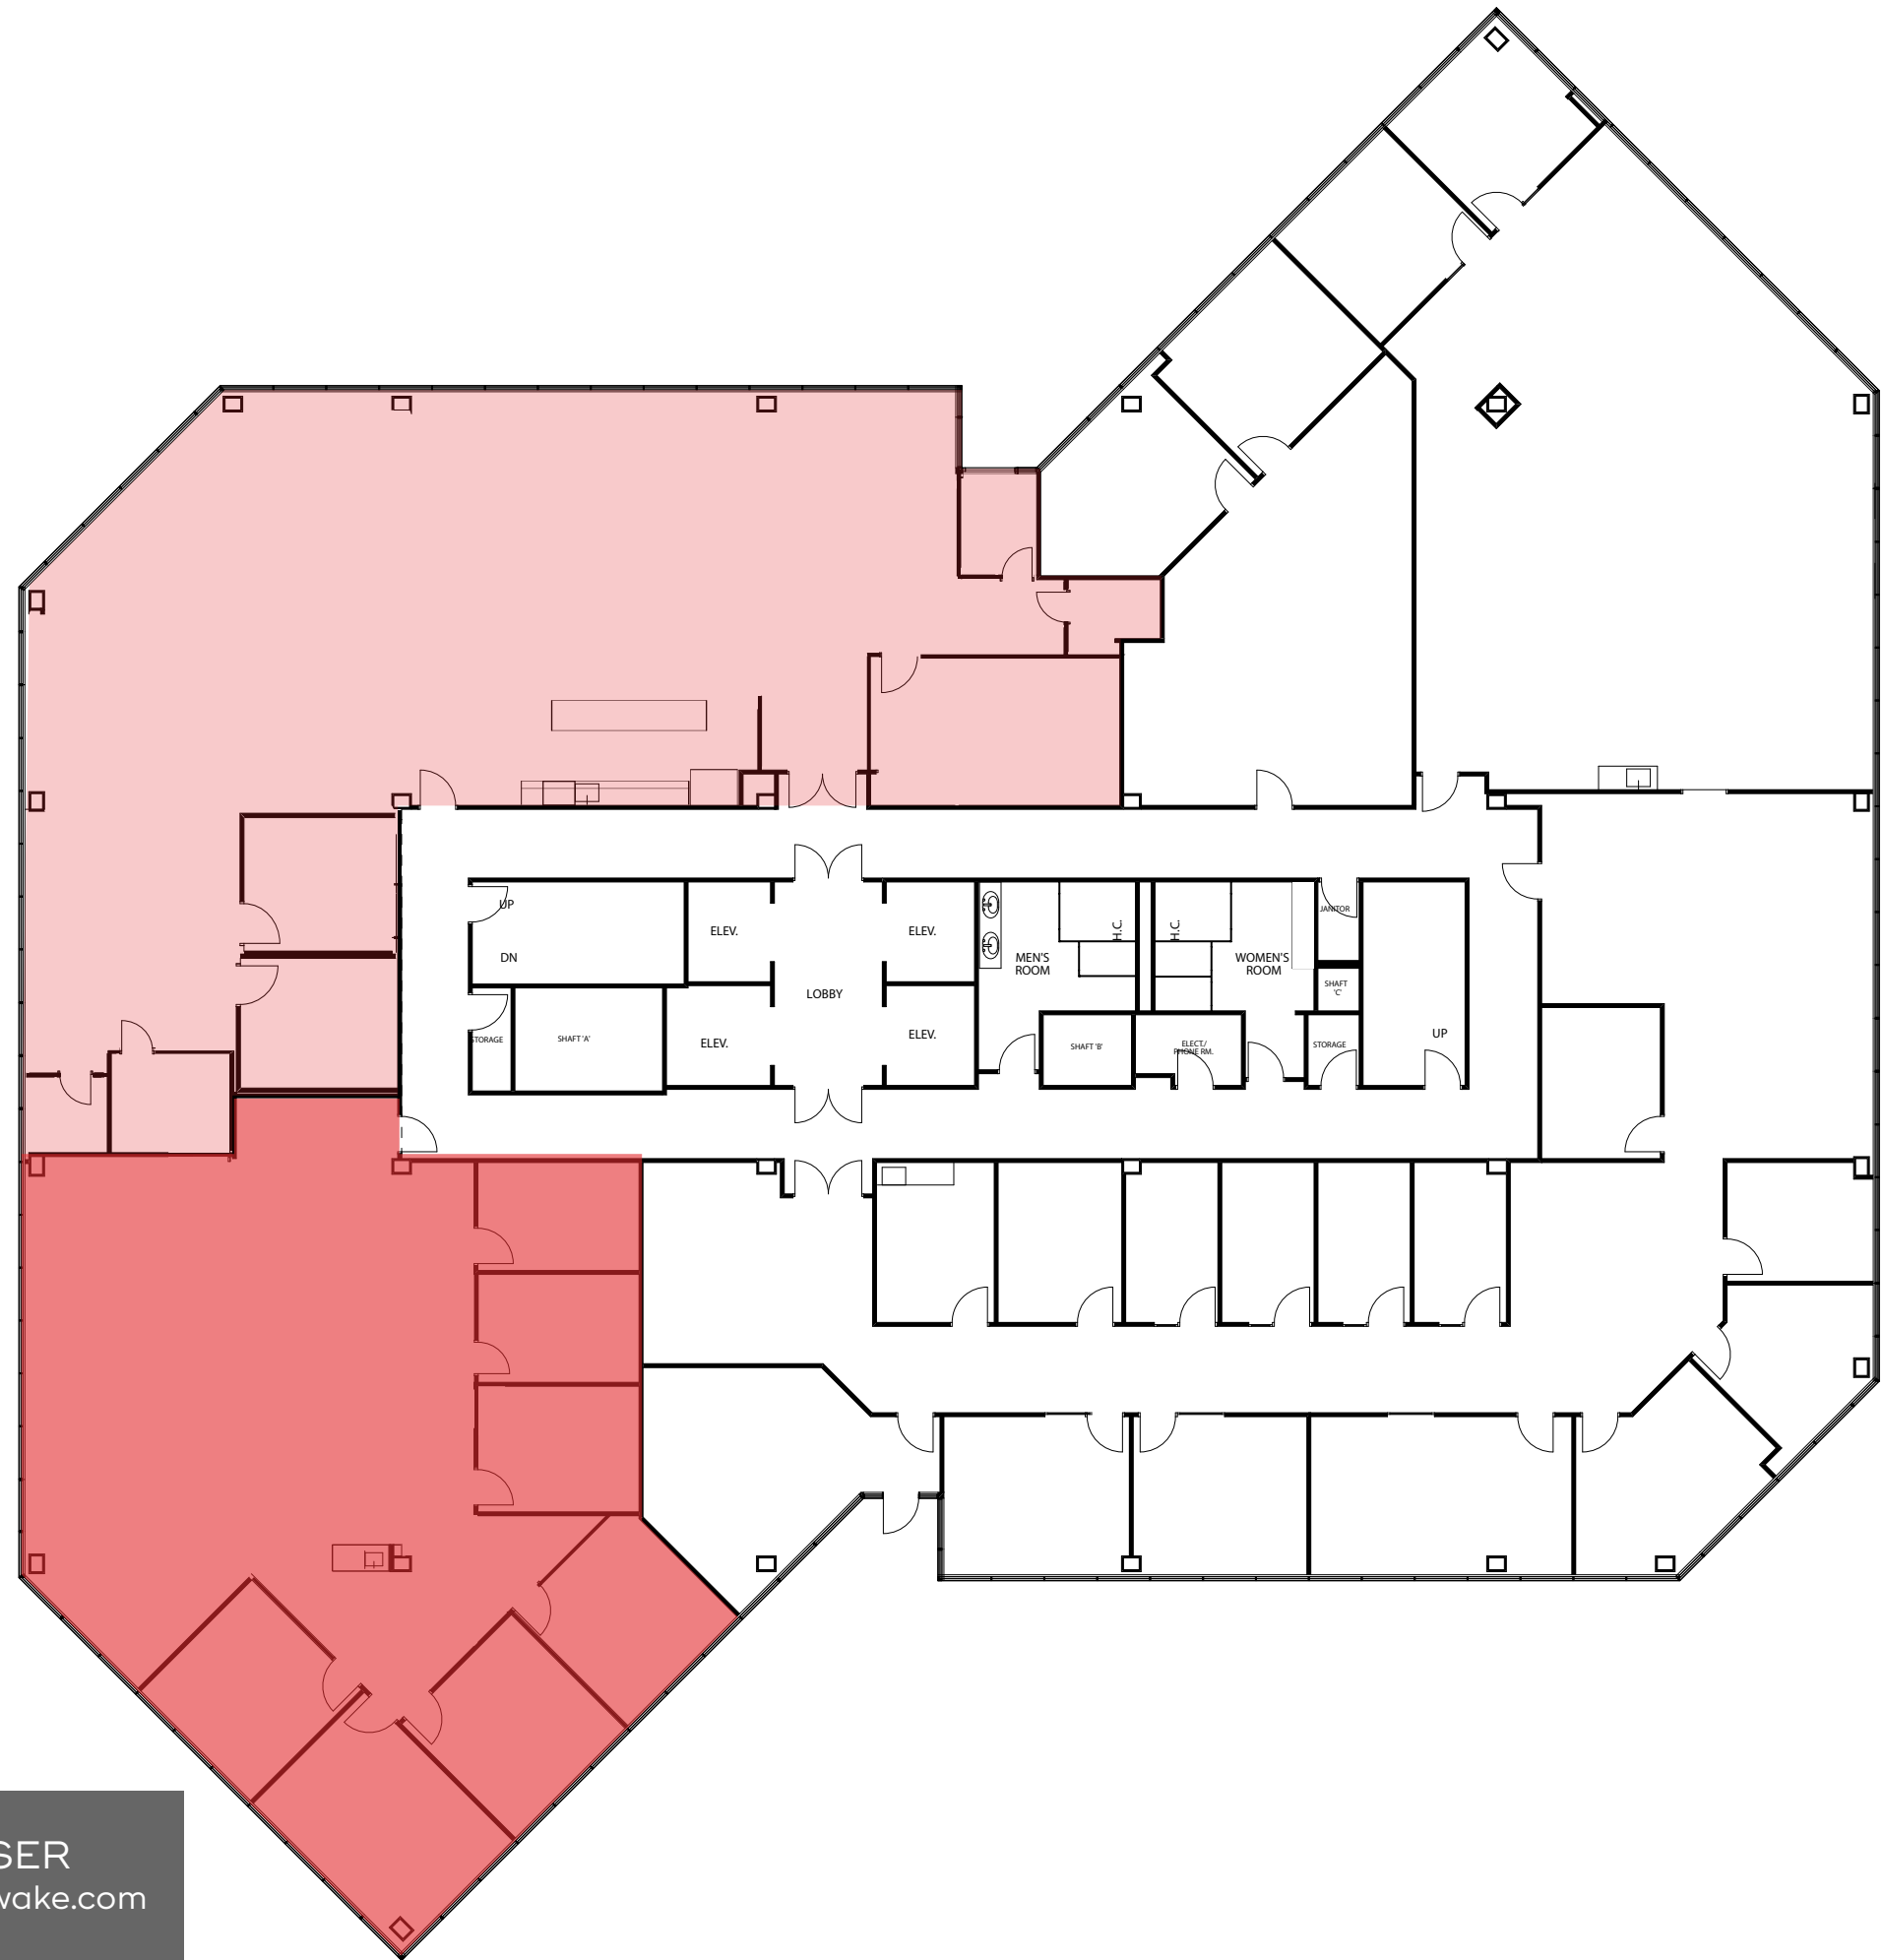 UP
DN
ELEV.
ELEV.
LOBBY
MEN'S
ROOM
H.C.
H.C.
WOMEN'S
ROOM
JANITOR
SHAFT
'C'
UP
STORAGE
SHAFT 'A'
ELEV.
ELEV.
SHAFT 'B'
ELECT./
PHONE RM.
STORAGE
SER
wake.com